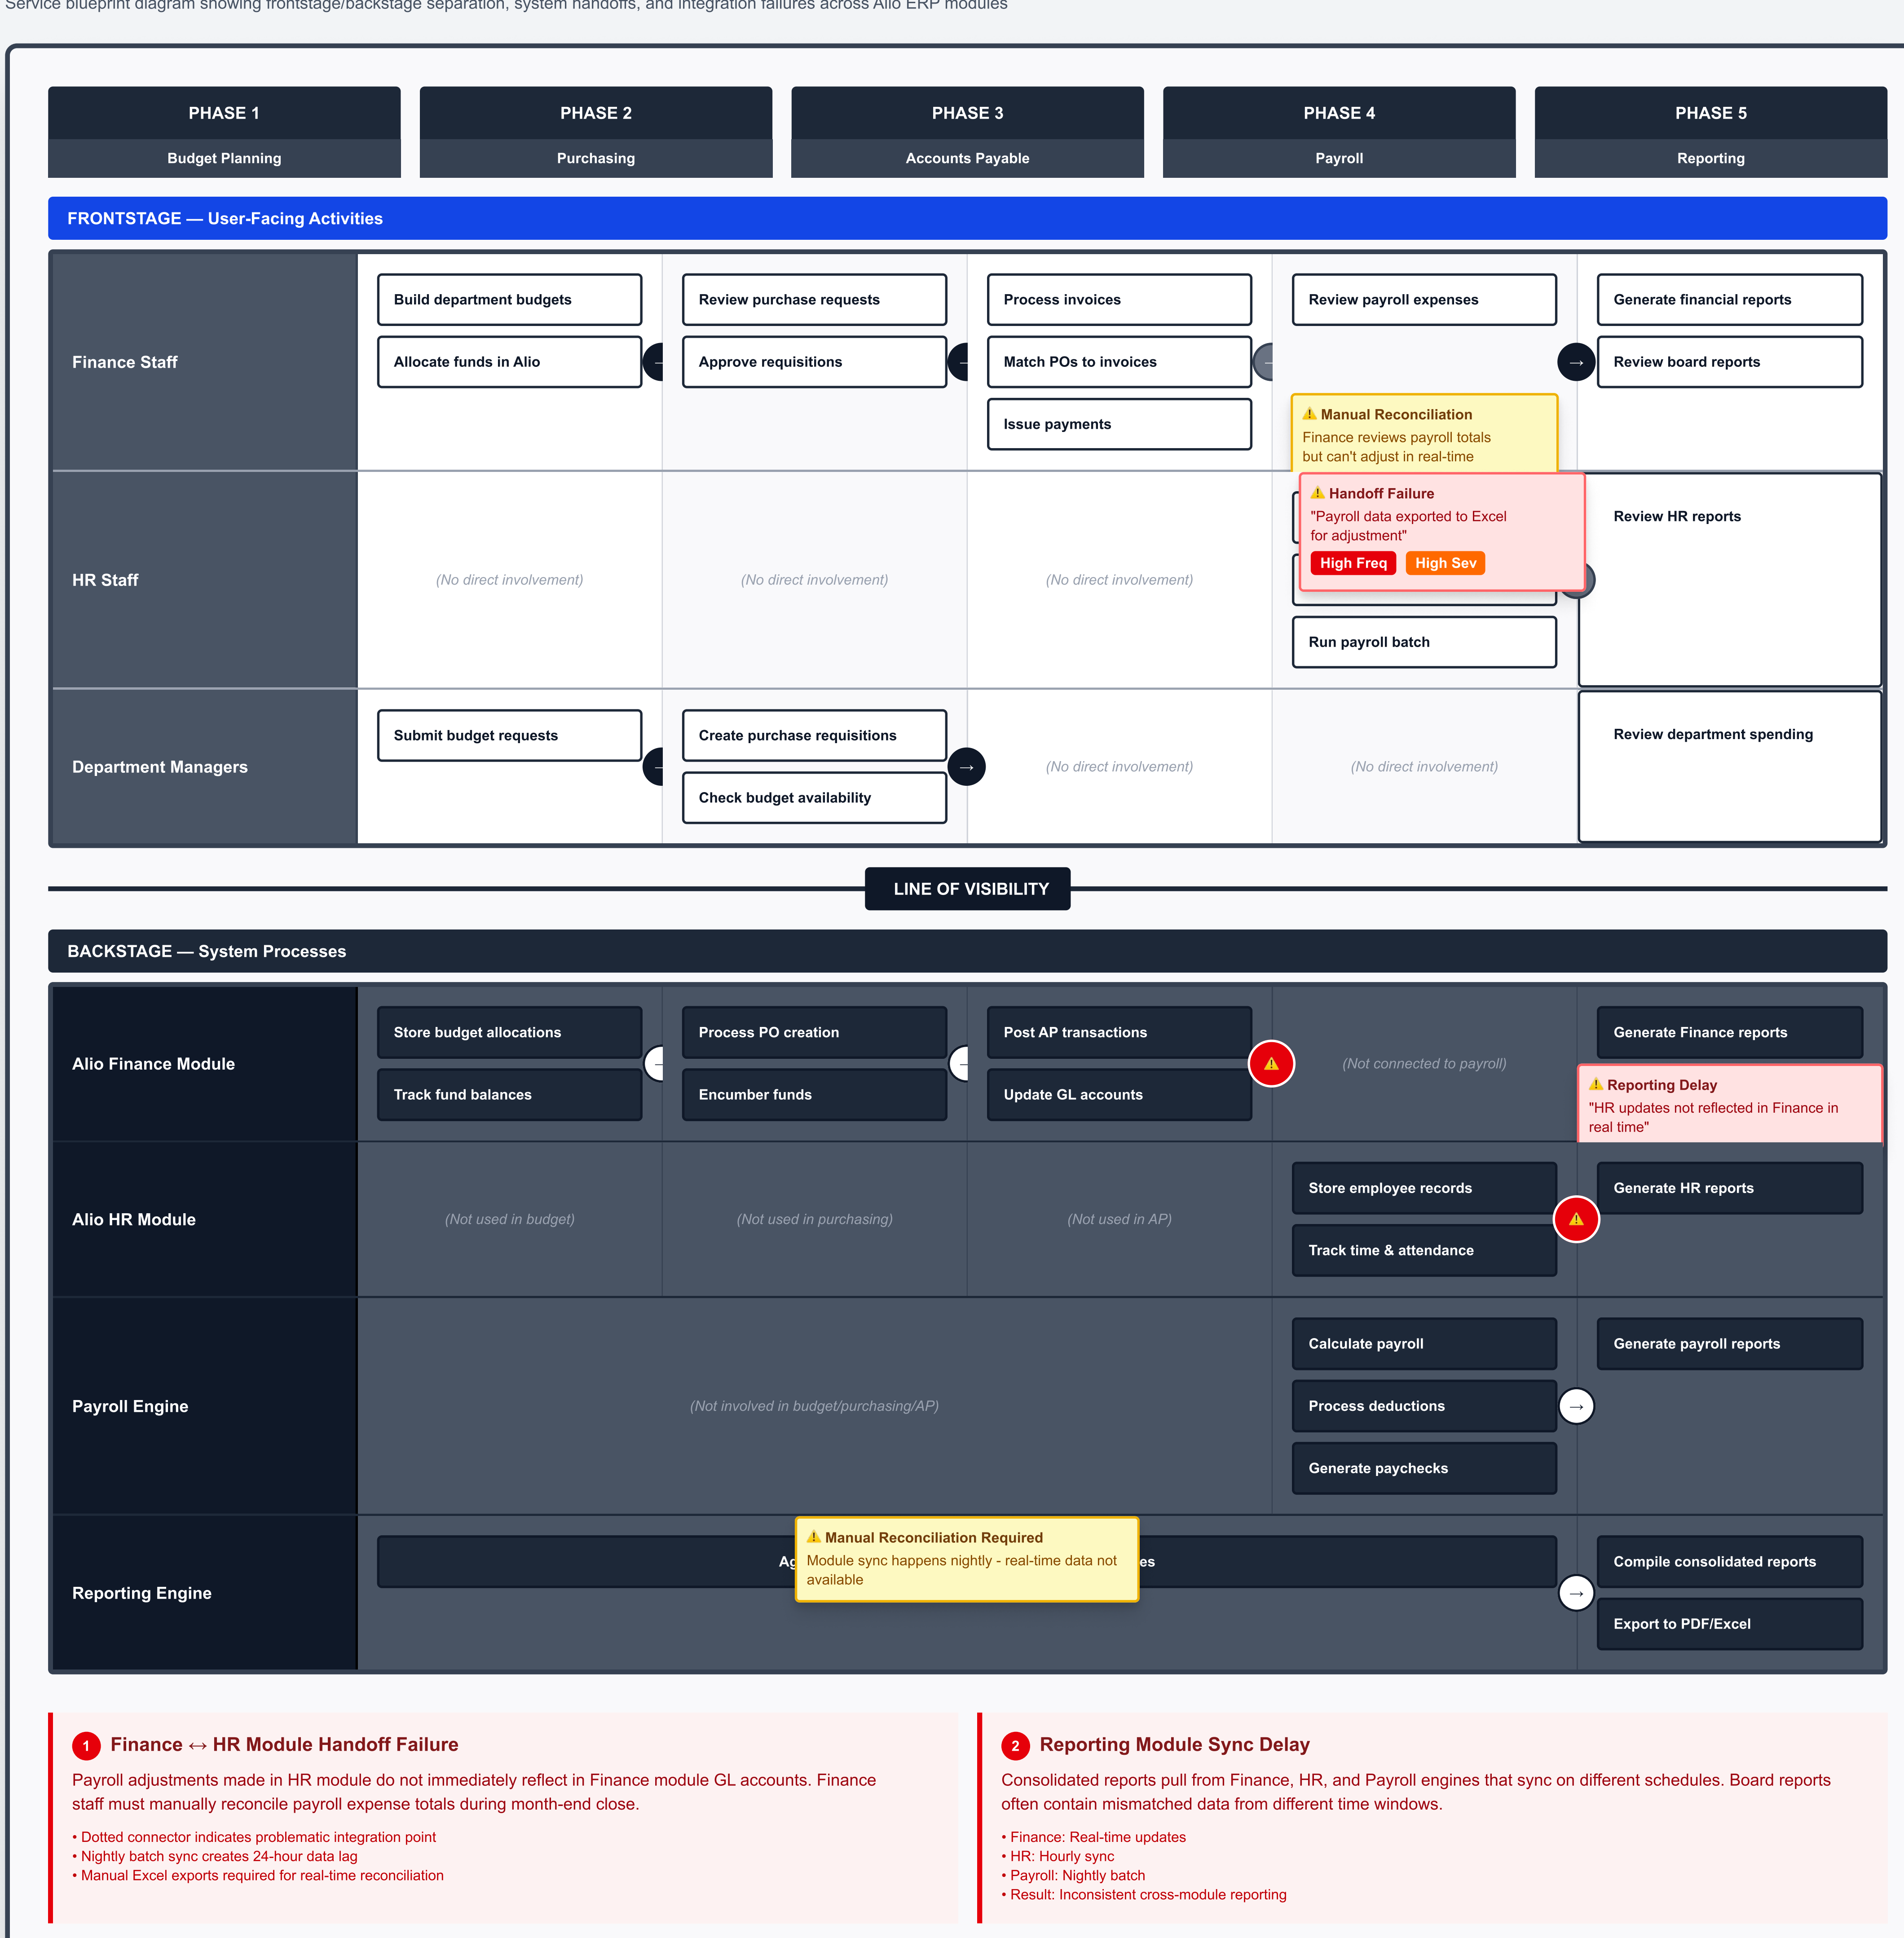 Service blueprint diagram showing frontstage/backstage separation, system handoffs, and integration failures across Alio ERP modules
PHASE 1
PHASE 2
PHASE 3
PHASE 4
PHASE 5
Budget Planning
Purchasing
Accounts Payable
Payroll
Reporting
FRONTSTAGE — User-Facing Activities
Finance Staff
Build department budgets
Allocate funds in Alio
→
Review purchase requests
Approve requisitions
→
Process invoices
Match POs to invoices
Issue payments
→
Review payroll expenses
⚠ Manual Reconciliation
Finance reviews payroll totals
but can't adjust in real-time
→
Generate financial reports
Review board reports
HR Staff
(No direct involvement)
(No direct involvement)
(No direct involvement)
⚠ Handoff Failure
"Payroll data exported to Excel
for adjustment"
High Freq
High Sev
Run payroll batch
Review HR reports
Department Managers
Submit budget requests
→
Create purchase requisitions
Check budget availability
→
(No direct involvement)
(No direct involvement)
Review department spending
LINE OF VISIBILITY
BACKSTAGE — System Processes
Alio Finance Module
Store budget allocations
Track fund balances
→
Process PO creation
Encumber funds
→
Post AP transactions
Update GL accounts
⚠
(Not connected to payroll)
Generate Finance reports
⚠ Reporting Delay
"HR updates not reflected in Finance in
real time"
Alio HR Module
(Not used in budget)
(Not used in purchasing)
(Not used in AP)
Store employee records
Track time & attendance
⚠
Generate HR reports
Payroll Engine
(Not involved in budget/purchasing/AP)
Calculate payroll
Process deductions
Generate paychecks
→
Generate payroll reports
Reporting Engine
⚠ Manual Reconciliation Required
Module sync happens nightly - real-time data not
available
→
Compile consolidated reports
Export to PDF/Excel
1 Finance ↔ HR Module Handoff Failure
Payroll adjustments made in HR module do not immediately reflect in Finance module GL accounts. Finance
staff must manually reconcile payroll expense totals during month-end close.
• Dotted connector indicates problematic integration point
• Nightly batch sync creates 24-hour data lag
• Manual Excel exports required for real-time reconciliation
2 Reporting Module Sync Delay
Consolidated reports pull from Finance, HR, and Payroll engines that sync on different schedules. Board reports
often contain mismatched data from different time windows.
• Finance: Real-time updates
• HR: Hourly sync
• Payroll: Nightly batch
• Result: Inconsistent cross-module reporting